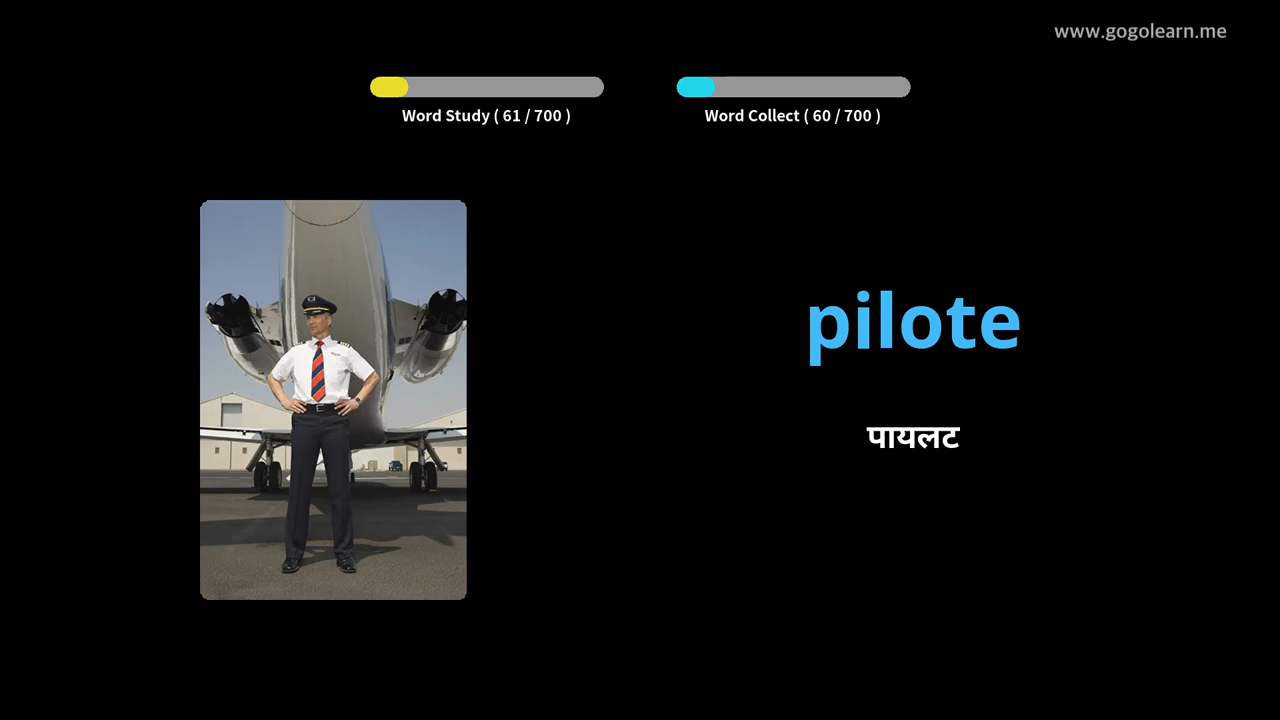 www.gogolearn.me
Word Study ( 61 / 700 )
Word Collect ( 60 / 700 )
pilote
पायलट